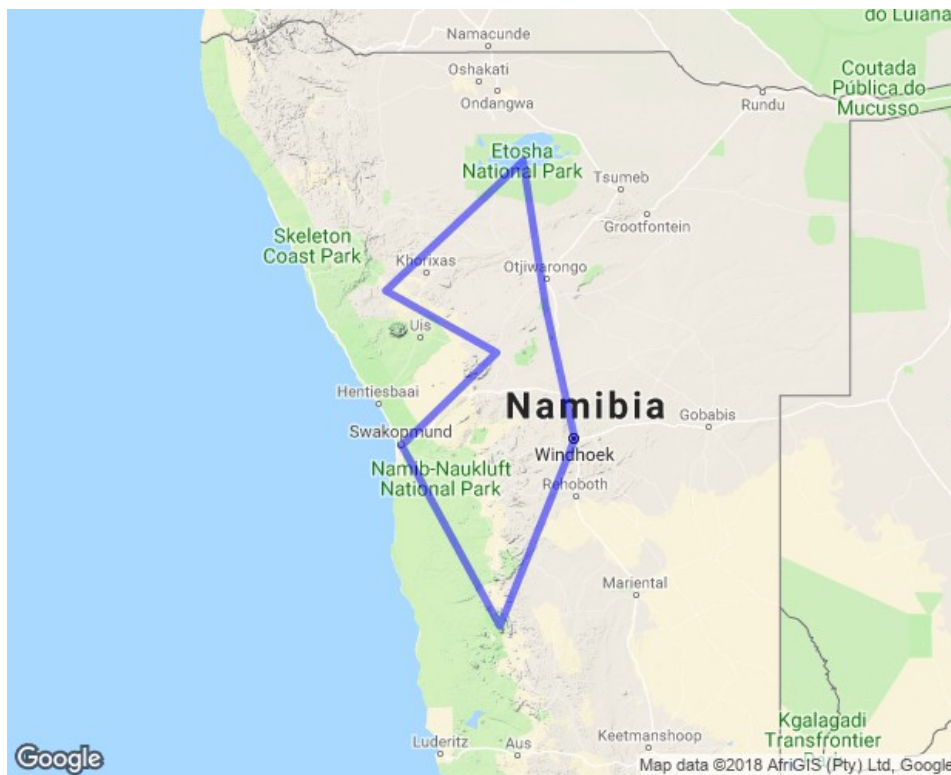 do Luiana
Namacunde
Oshakati
Ondangwa
Coutada
Pública do
Mucusso
Rundu
Etosha
National Park
Tsumeb
Grootfontein
Skeleton
Coast Park
Khorixas
Otjiwarongo
Uis
Hentiesbaai
Namibia
Gobabis
Swakopmund
Windhoek
Namib-Naukluft
National Park
Rehoboth
Mariental
Kgalagadi
Transfrontier
Luderitz
Aus
Keetmanshoop
Google
Map data ©2018 AfriGIS (Pty) Ltd, Google